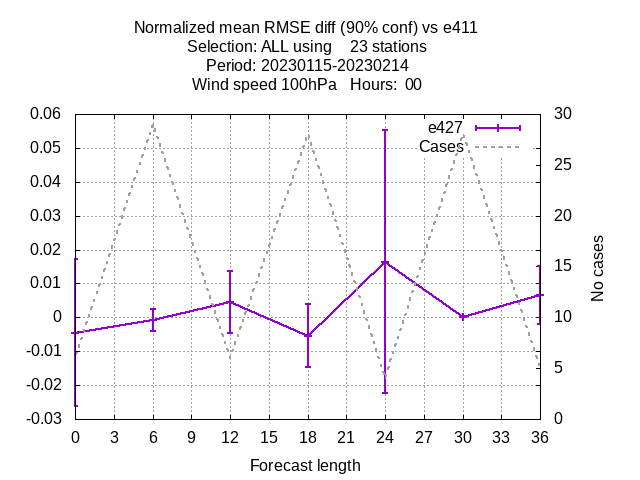 Normalized mean RMSE diff (90% conf) vs e411
Selection: ALL using    23 stations
Period: 20230115-20230214
Wind speed 100hPa   Hours:  00
e427
Cases
0.06
0.05
0.04
0.03
0.02
0.01
0
-0.01
-0.02
-0.03
30
25
20
15
10
5
0
No cases
0 3 6 9 12 15 18 21 24 27 30 33 36
Forecast length